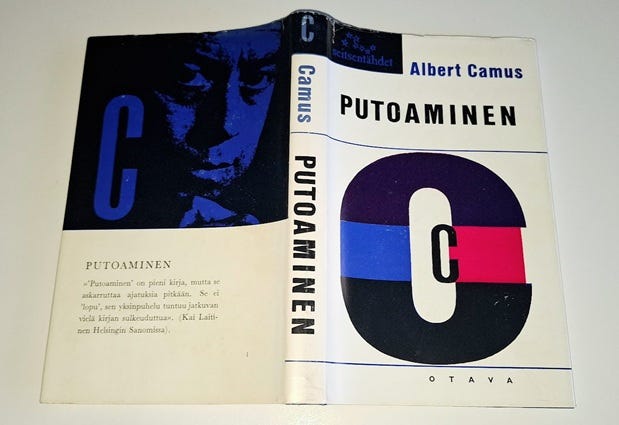 C
PUTOAMINEN
»'Putoaminen' on pieni kirja, mutta se
askarruttaa ajatuksia pitkään. Se ei
'lopu', sen yksinpuhelu tuntuu jatkuvan
vielä kirjan sulkeuduttua». (Kai Laiti-
nen Helsingin Sanomissa).
C
Camus
PUTOAMINEN
seitsentähdet
Albert Camus
PUTOAMINEN
C
C
OTAVA